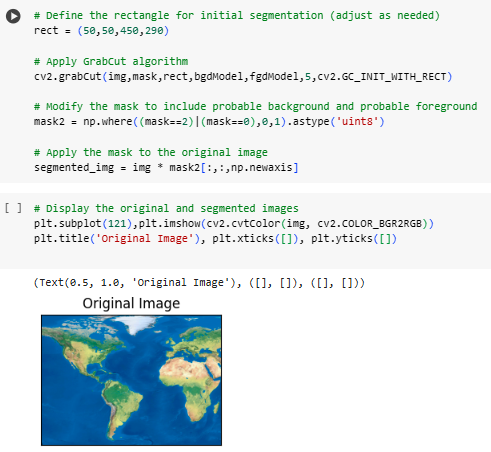 # Define the rectangle for initial segmentation (adjust as needed)
rect = (50,50,450,290)
# Apply GrabCut algorithm
cv2.grabCut(img,mask,rect,bgdModel,fgdModel,5,cv2.GC_INIT_WITH_RECT)
# Modify the mask to include probable background and probable foreground
mask2 = np.where((mask==2)|(mask==0),0,1).astype('uint8')
# Apply the mask to the original image
segmented_img = img * mask2[:,:,np.newaxis]
[ ] # Display the original and segmented images
plt.subplot(121),plt.imshow(cv2.cvtColor(img, cv2.COLOR_BGR2RGB))
plt.title('Original Image'), plt.xticks([]), plt.yticks([])
(Text(0.5, 1.0, 'Original Image'), ([], []), ([], []))
Original Image